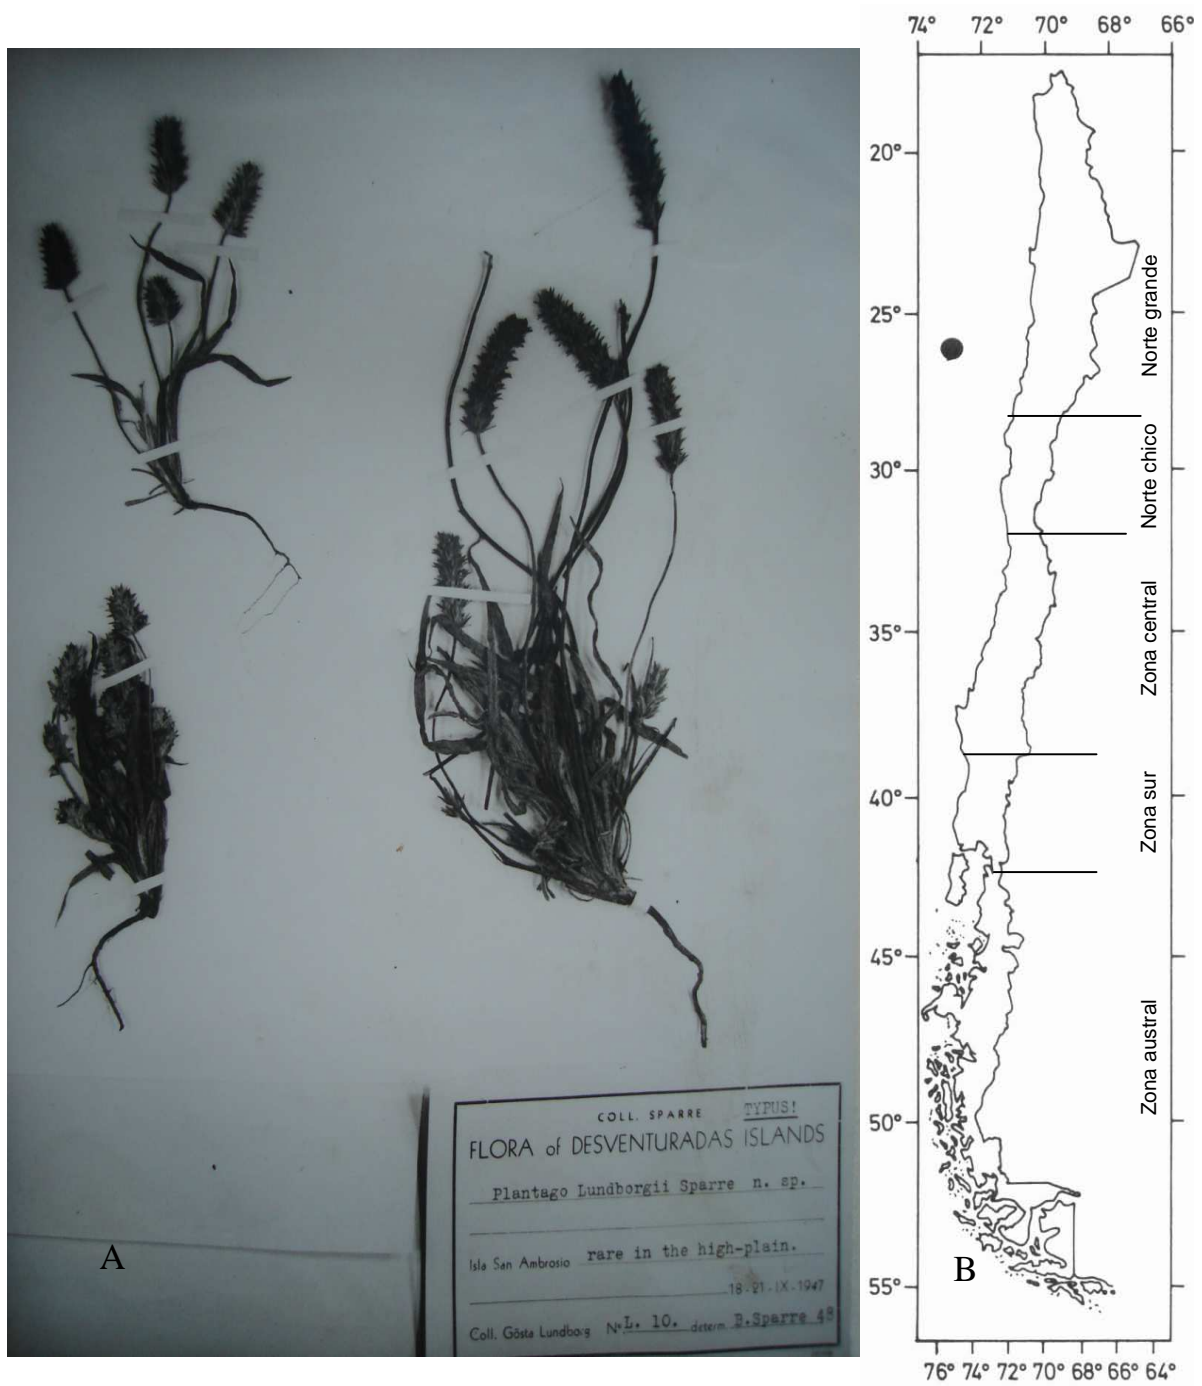 COLL. SPARRE TYPUS!
FLORA of DESVENTURADAS ISLANDS
Plantago Lundborgii Sparre n. sp.
Isla San Ambrosio rare in the high-plain.
18-21-IX-1947
Coll. Gösta Lundborg Nº L. 10. determ. B.Sparre 48
A
74° 72° 70° 68° 66°
20°
25°
30°
35°
40°
45°
50°
55°
Norte grande
Norte chico
Zona central
Zona sur
Zona austral
B
76° 74° 72° 70° 68° 66° 64°